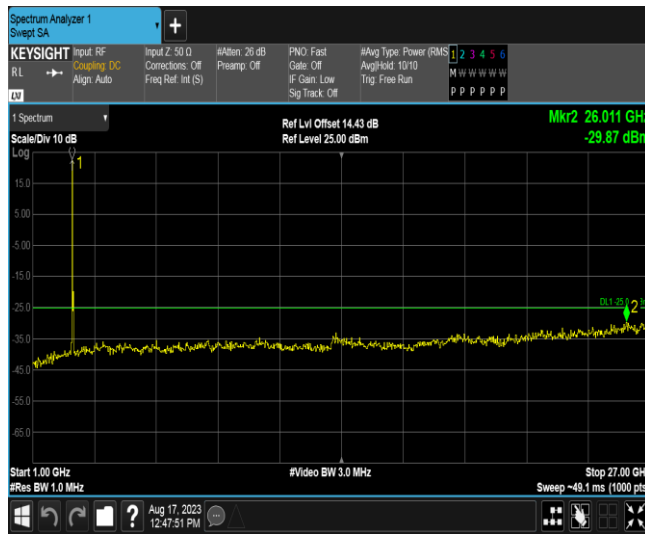 Spectrum Analyzer 1
Swept SA
+
KEYSIGHT
RL
LXI
Input: RF
Coupling: DC
Align: Auto
Input Z: 50 Ω
Corrections: Off
Freq Ref: Int (S)
#Atten: 26 dB
Preamp: Off
PNO: Fast
Gate: Off
IF Gain: Low
Sig Track: Off
#Avg Type: Power (RMS
Avg|Hold: 10/10
Trig: Free Run
1 2 3 4 5 6
M W W W W W
P P P P P P
1 Spectrum
Scale/Div 10 dB
Log
Ref Lvl Offset 14.43 dB
Ref Level 25.00 dBm
Mkr2 26.011 GH
-29.87 dBm
1
15.0
5.00
-5.00
-15.0
-25.0
DL1 -25.0
2
-35.0
-45.0
-55.0
-65.0
Start 1.00 GHz
#Video BW 3.0 MHz
Stop 27.00 GH
#Res BW 1.0 MHz
Sweep ~49.1 ms (1000 pts
?
Aug 17, 2023
12:47:51 PM